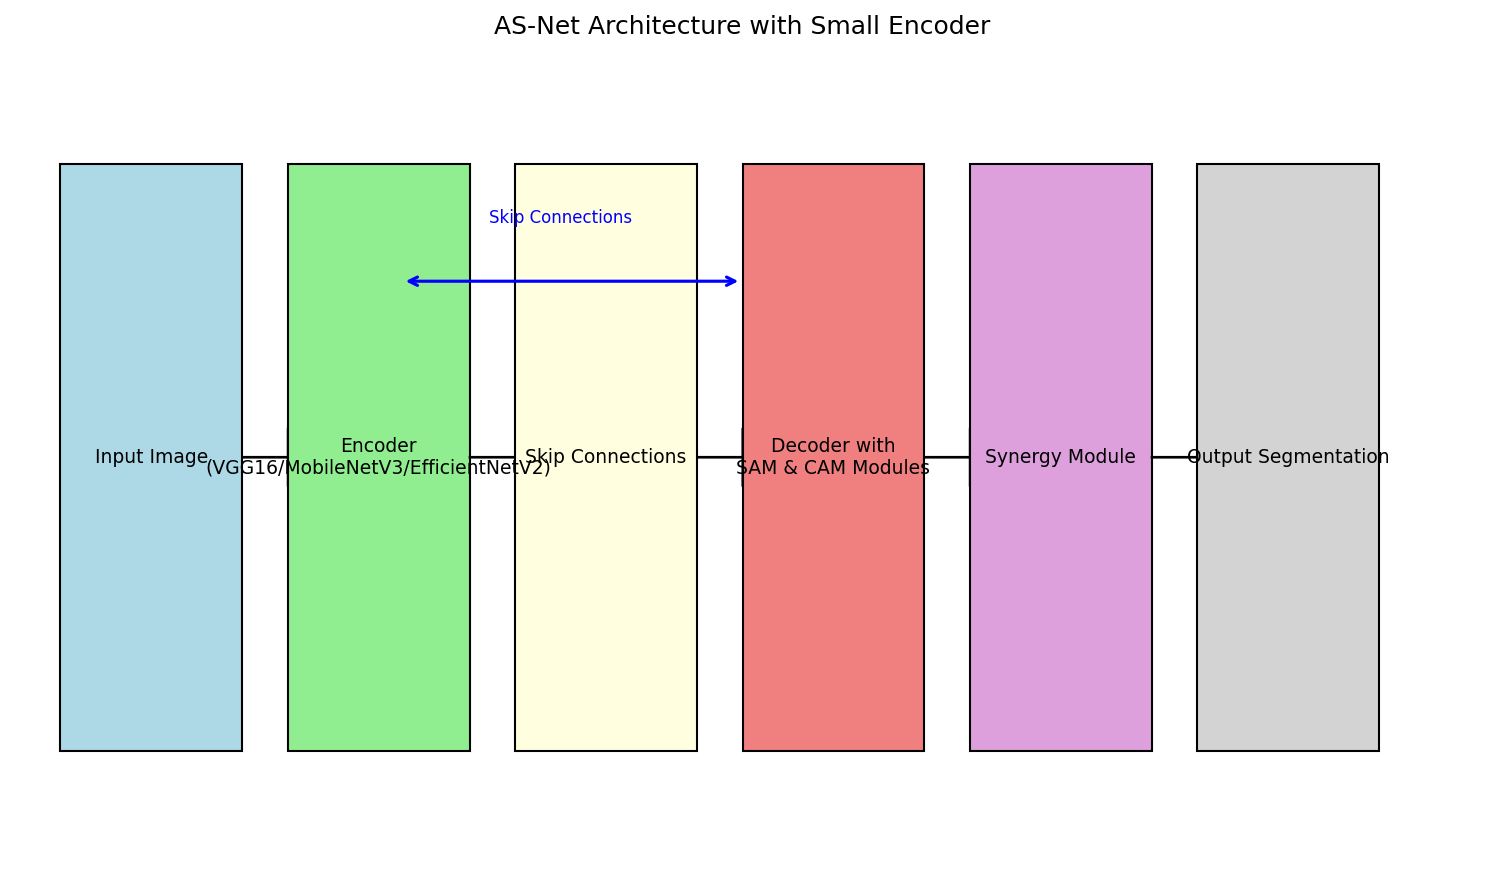 AS-Net Architecture with Small Encoder
Skip Connections
Input Image
Encoder
(VGG16/MobileNetV3/EfficientNetV2)
Skip Connections
Decoder with
SAM & CAM Modules
Synergy Module
Output Segmentation